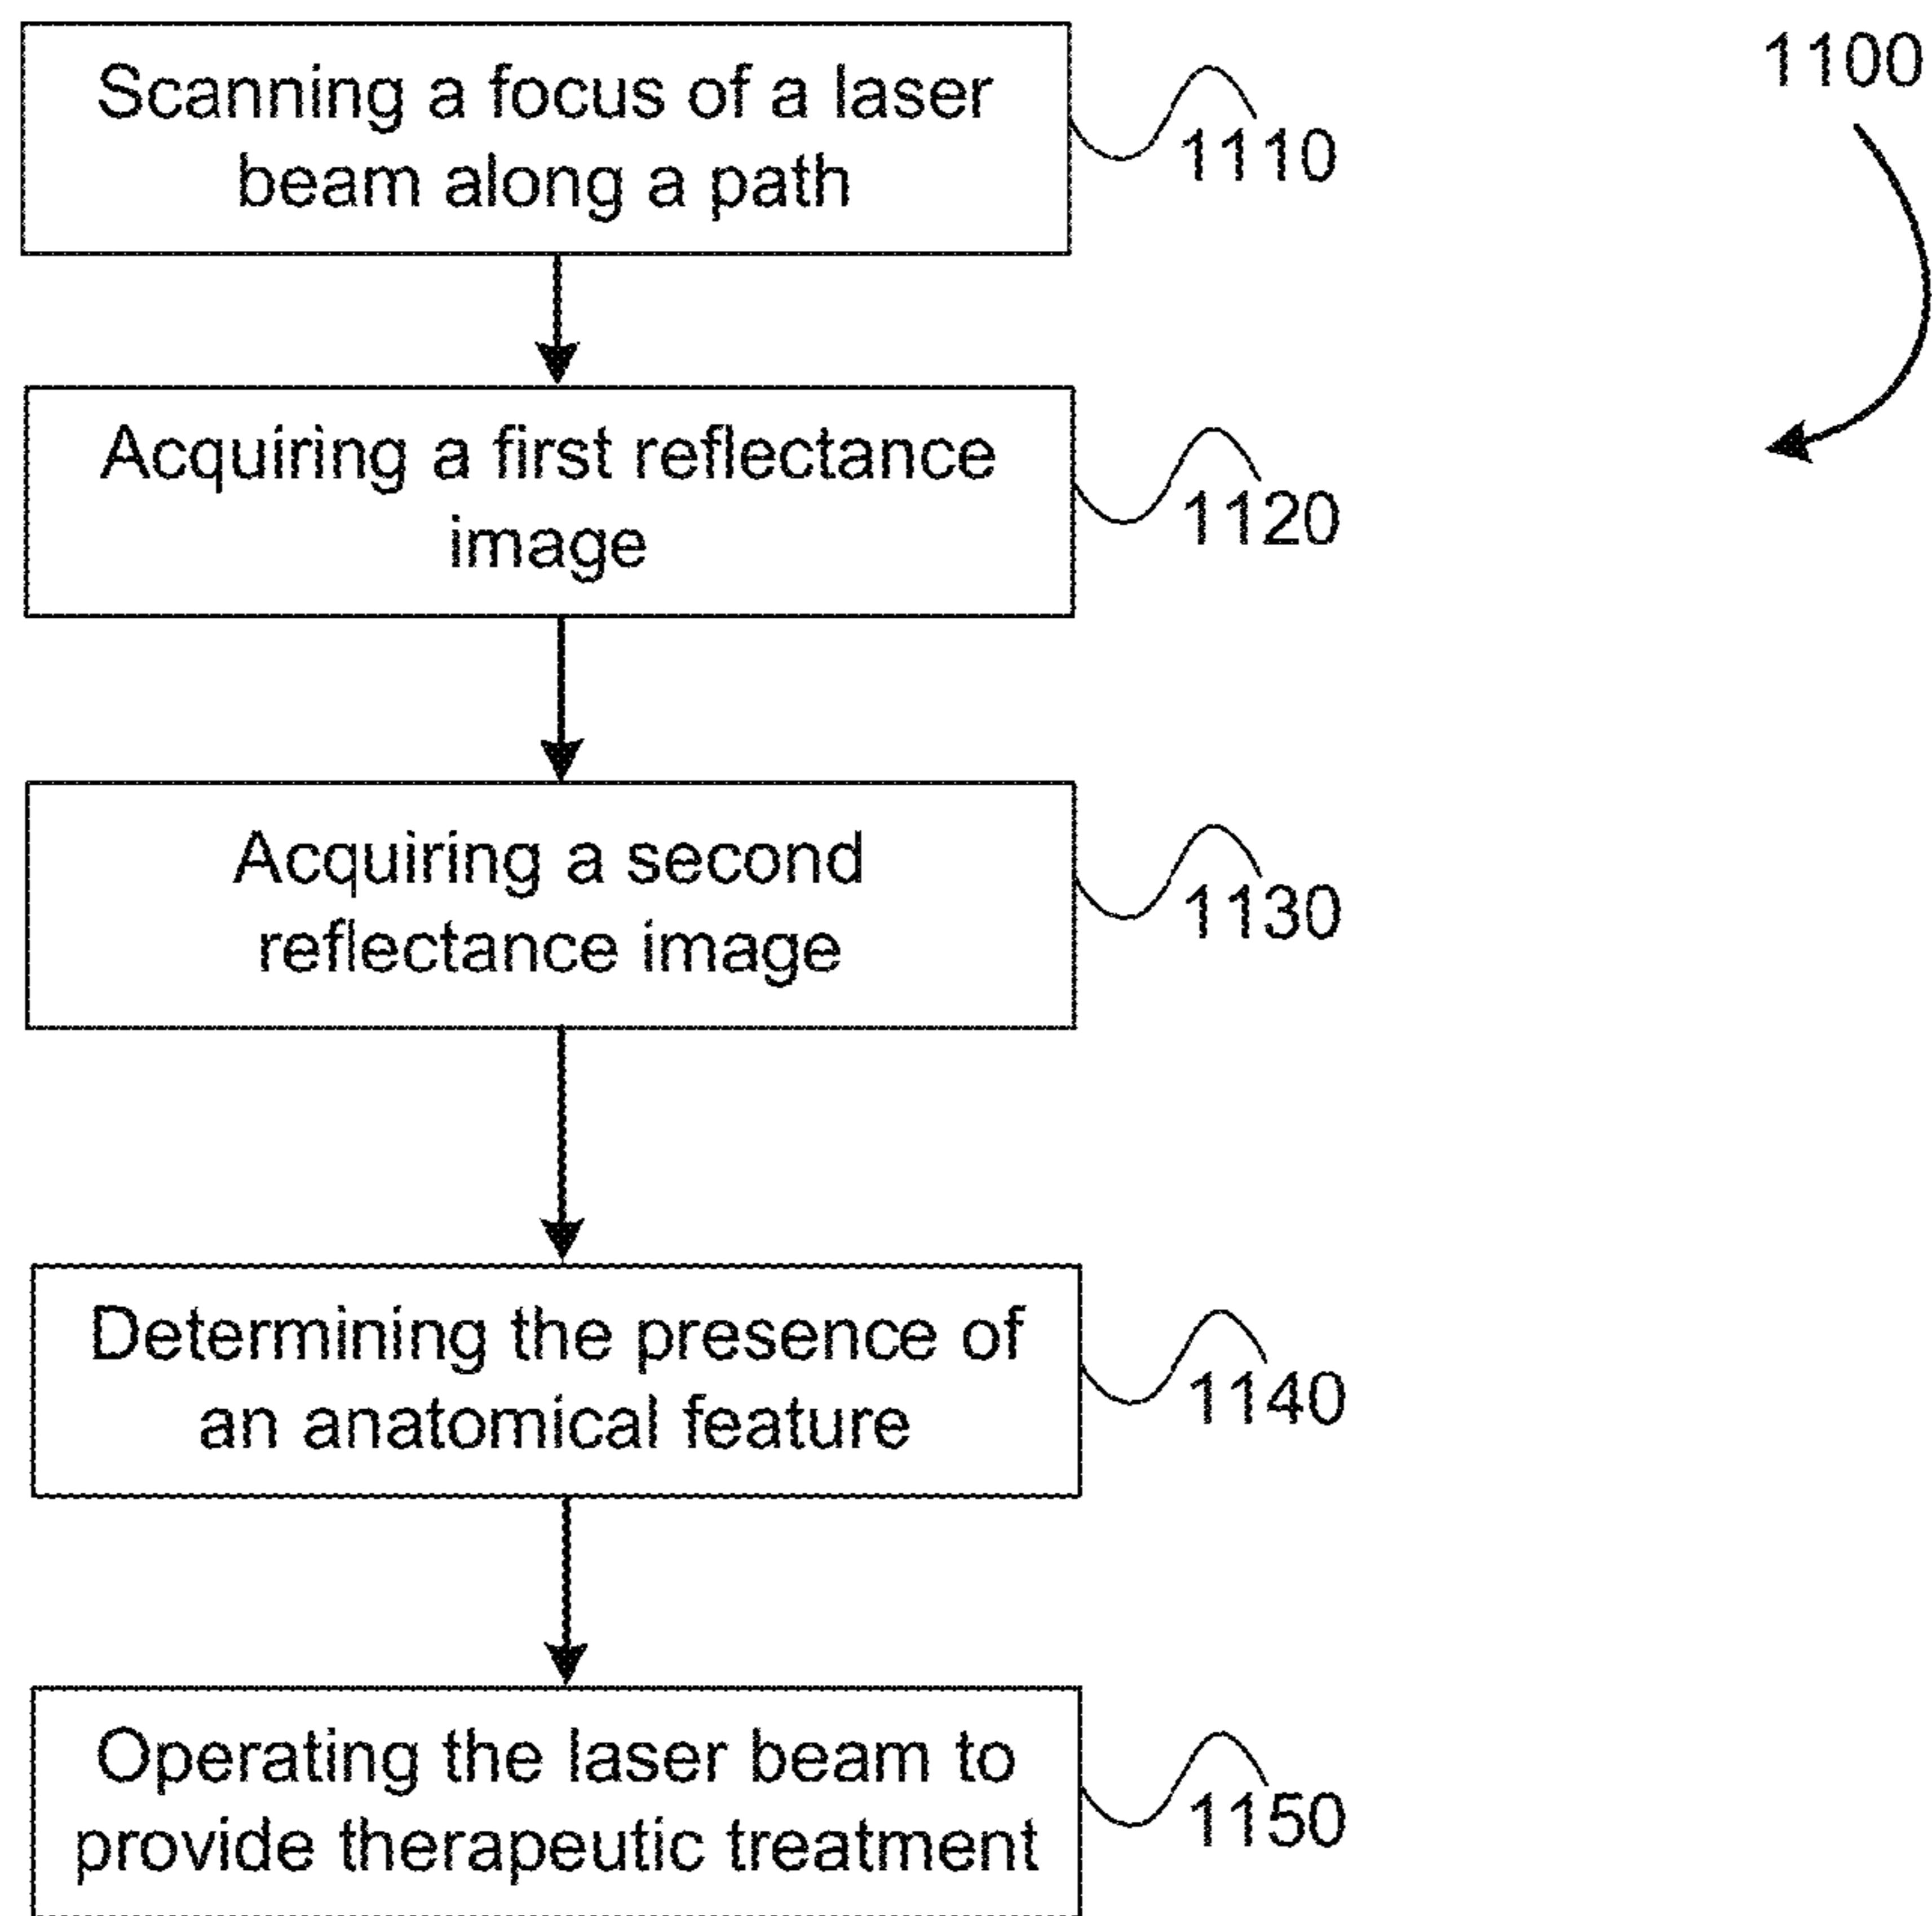 1100
Scanning a focus of a laser
beam along a path
1110
Acquiring a first reflectance
image
1120
Acquiring a second
reflectance image
1130
Determining the presence of
an anatomical feature
1140
Operating the laser beam to
provide therapeutic treatment
1150